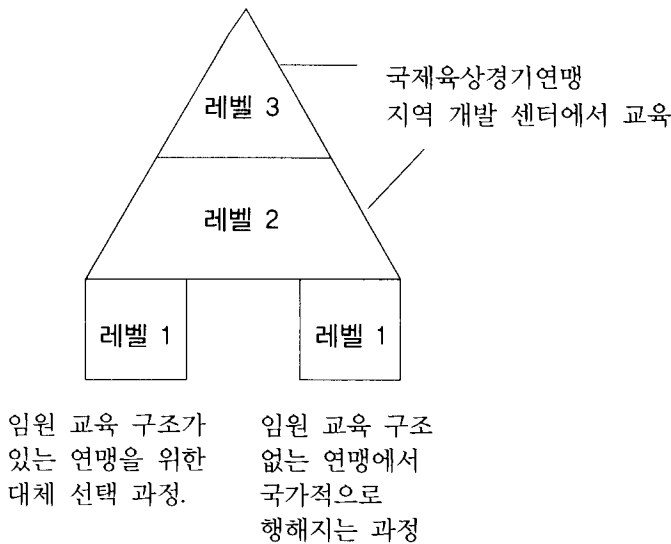 레벨 3
국제육상경기연맹
지역 개발 센터에서 교육
레벨 2
레벨 1
레벨 1
임원 교육 구조가
있는 연맹을 위한
대체 선택 과정.
임원 교육 구조
없는 연맹에서
국가적으로
행해지는 과정